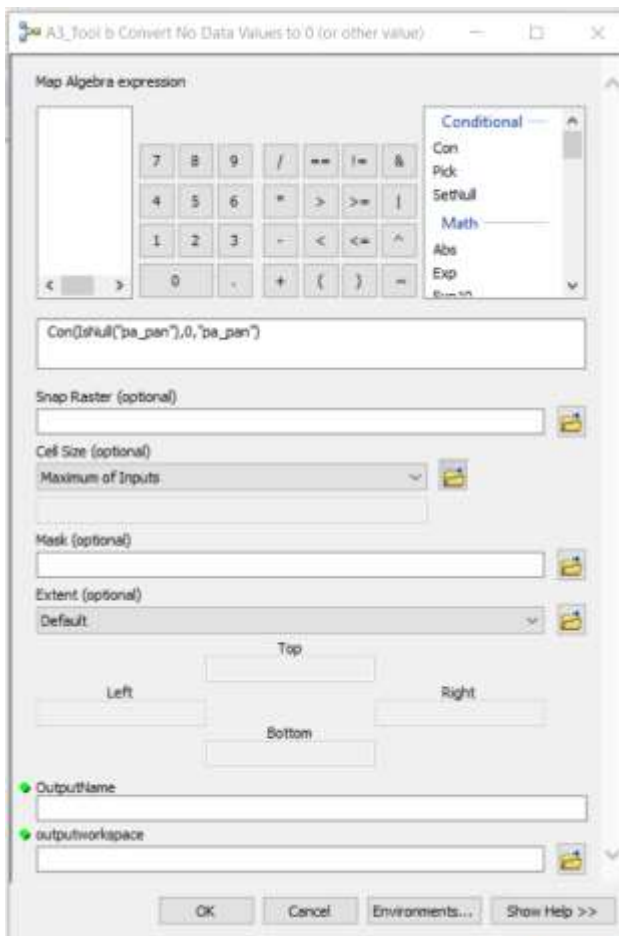 A3_Tool b Convert No Data Values to 0 (or other value)
Map Algebra expression
Conditional
Con
Pick
SetNull
Math
Abs
Exp
Exp10
7 8 9 / == != &
4 5 6 * > >= |
1 2 3 - < <= ^
0 . + ( ) ~
Con(IsNull("pa_pan"),0,"pa_pan")
Snap Raster (optional)
Cell Size (optional)
Maximum of Inputs
Mask (optional)
Extent (optional)
Default
Top
Left Right
Bottom
OutputName
outputworkspace
OK Cancel Environments... Show Help >>